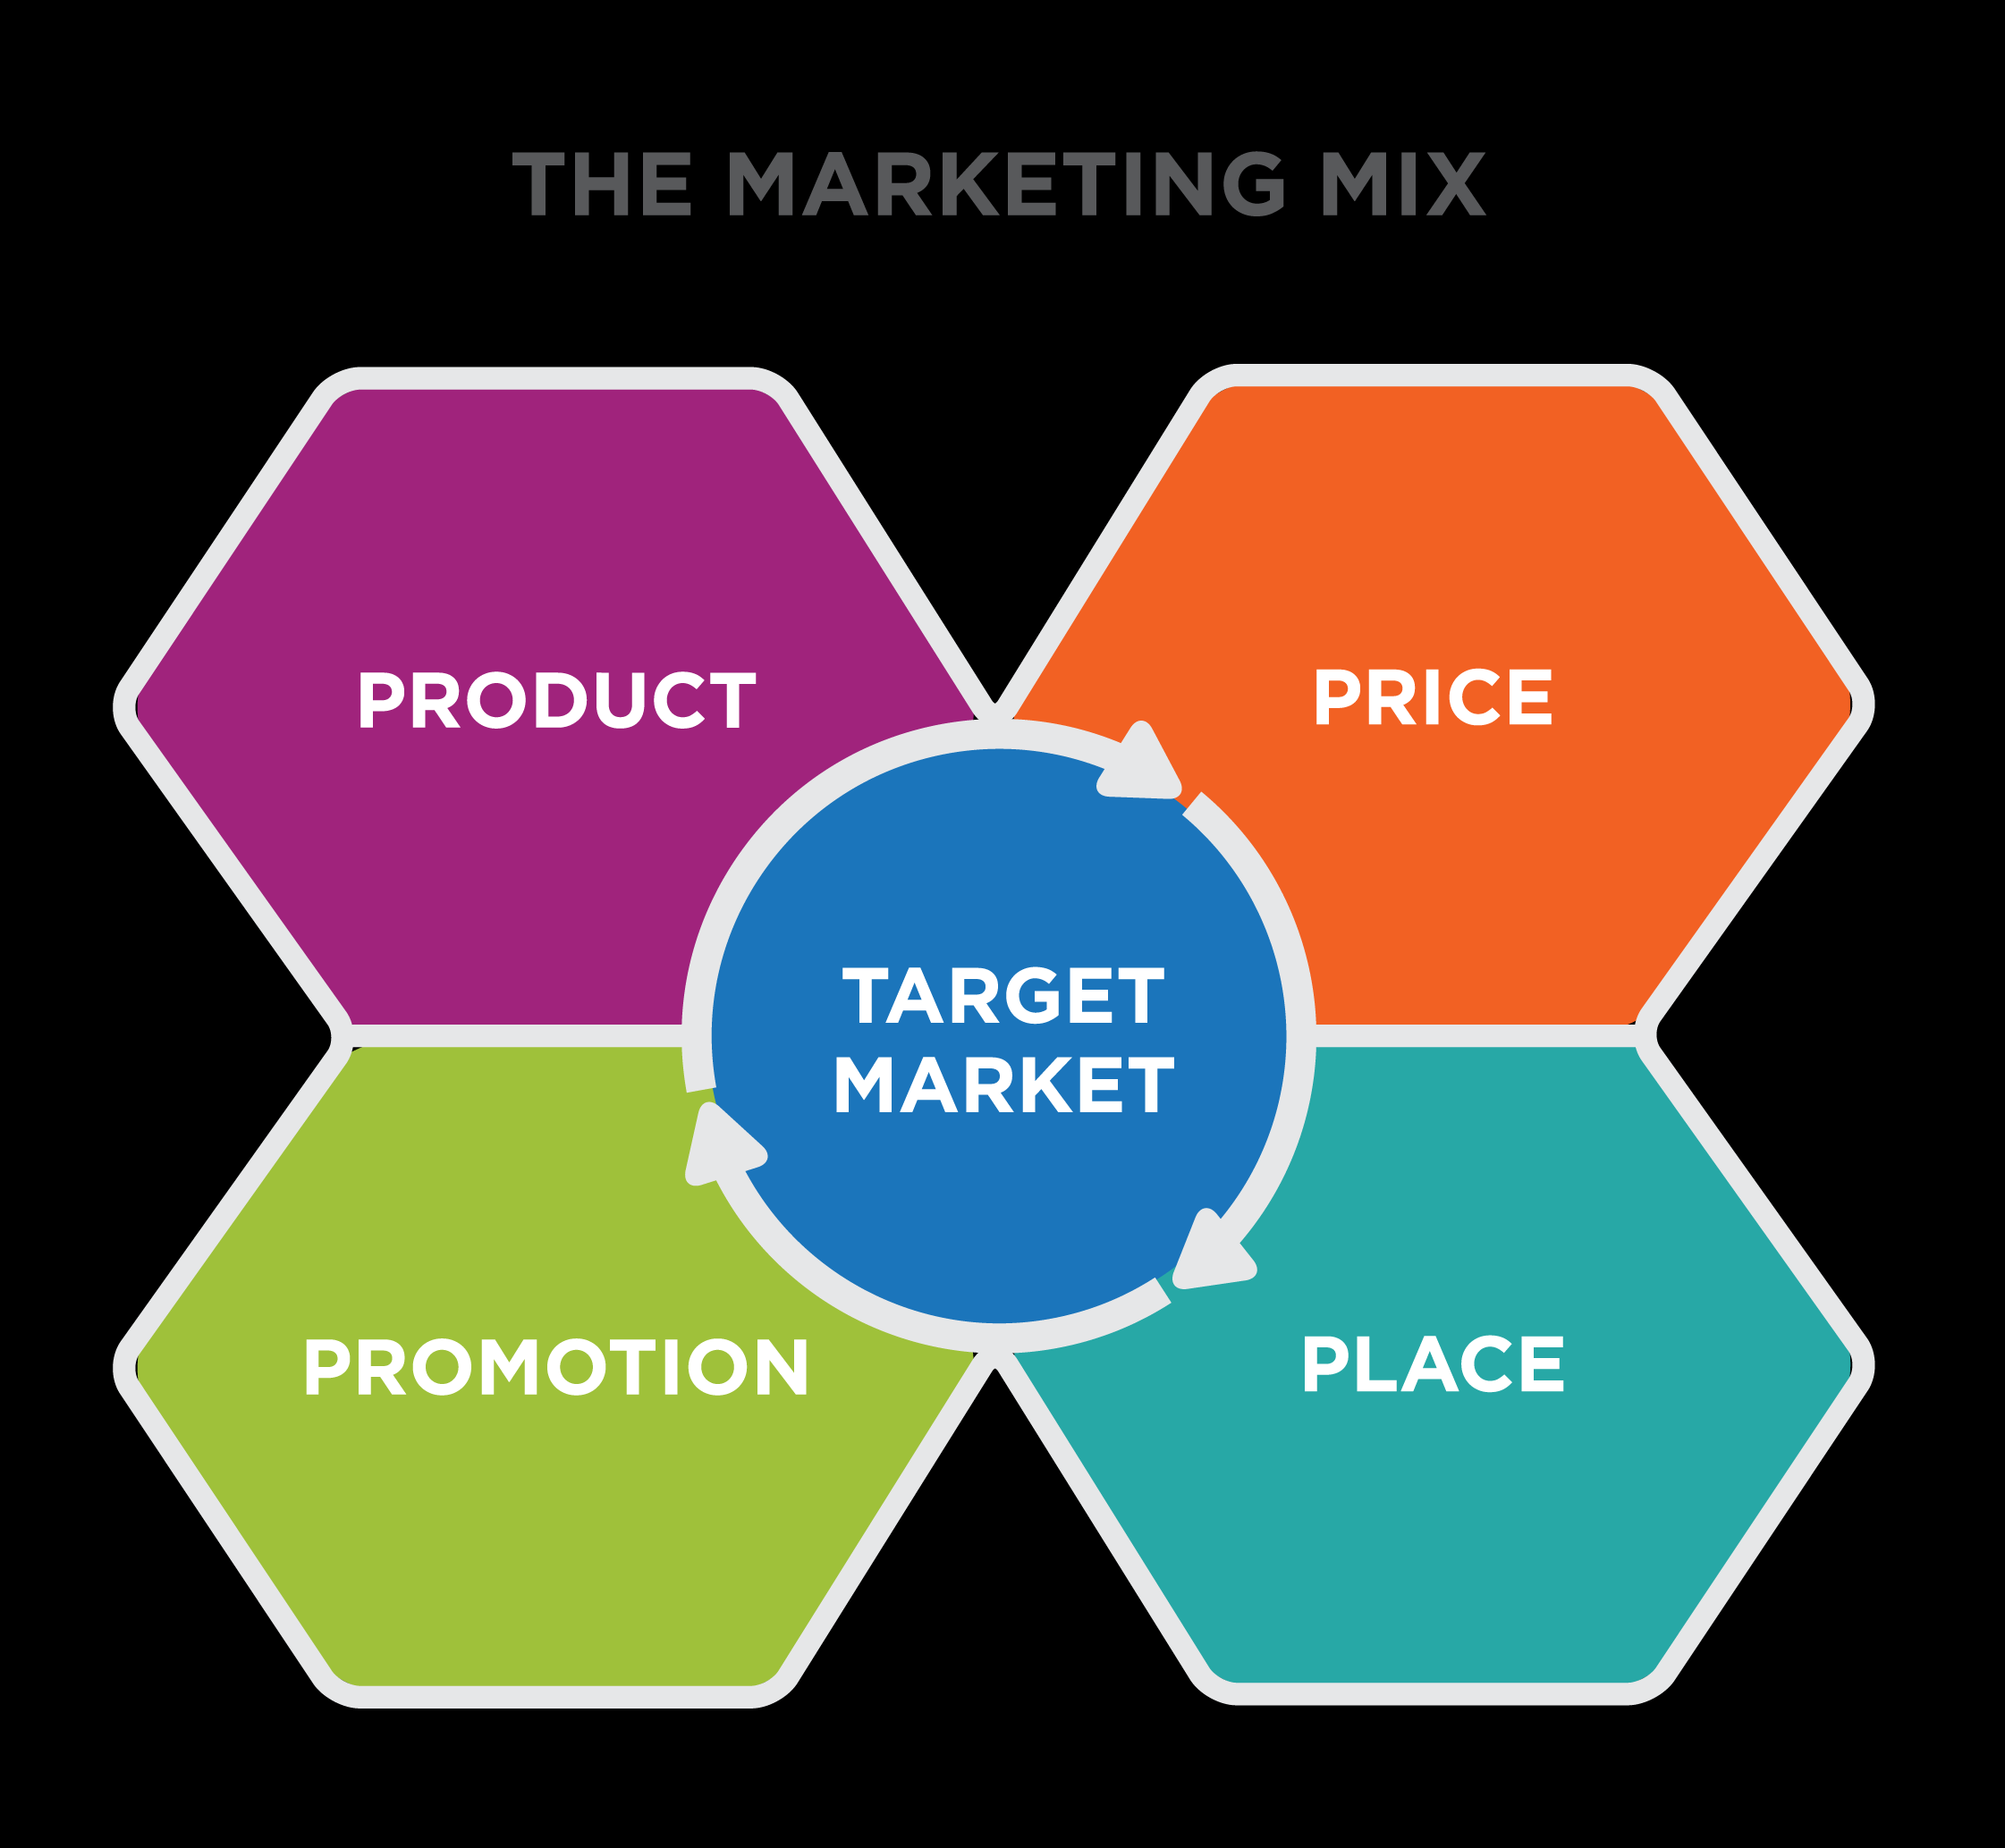 THE MARKETING MIX
PRODUCT
PRICE
TARGET
MARKET
PROMOTION
PLACE